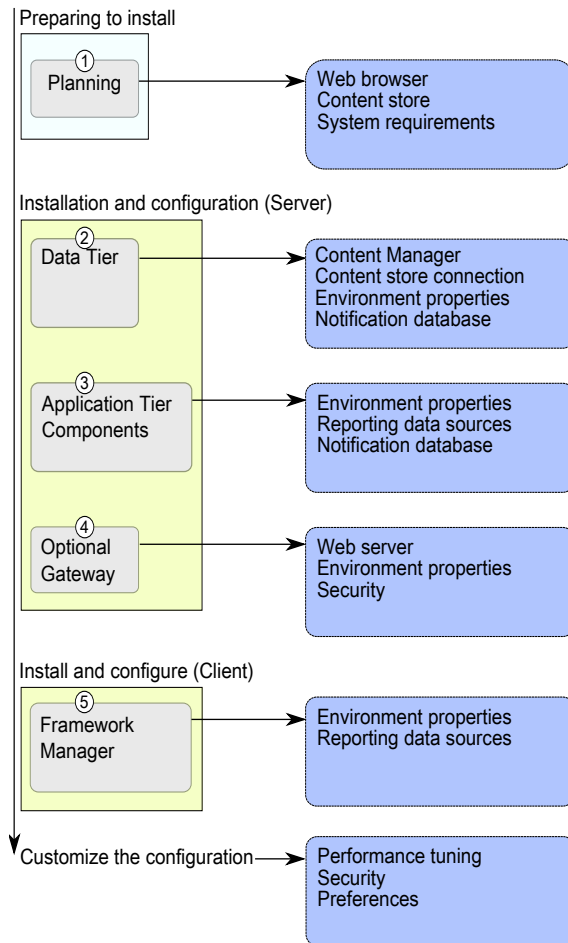 Preparing to install
1
Planning
Web browser
Content store
System requirements
Installation and configuration (Server)
2
Data Tier
Content Manager
Content store connection
Environment properties
Notification database
3
Application Tier
Components
Environment properties
Reporting data sources
Notification database
4
Optional
Gateway
Web server
Environment properties
Security
Install and configure (Client)
5
Framework
Manager
Environment properties
Reporting data sources
Customize the configuration
Performance tuning
Security
Preferences